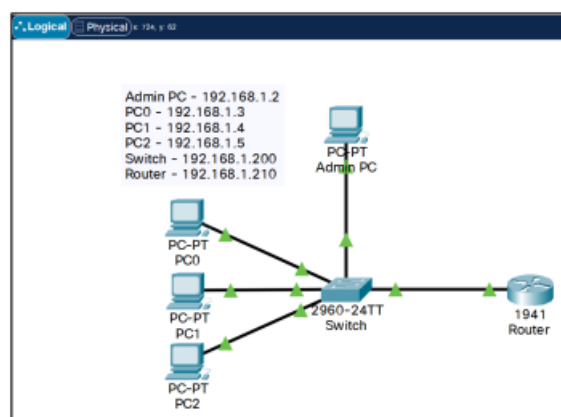 Logical Physical x: 724, y: 62
Admin PC - 192.168.1.2
PC0 - 192.168.1.3
PC1 - 192.168.1.4
PC2 - 192.168.1.5
Switch - 192.168.1.200
Router - 192.168.1.210
PC-PT
Admin PC
PC-PT
PC0
PC-PT
PC1
2960-24TT
Switch
1941
Router
PC-PT
PC2